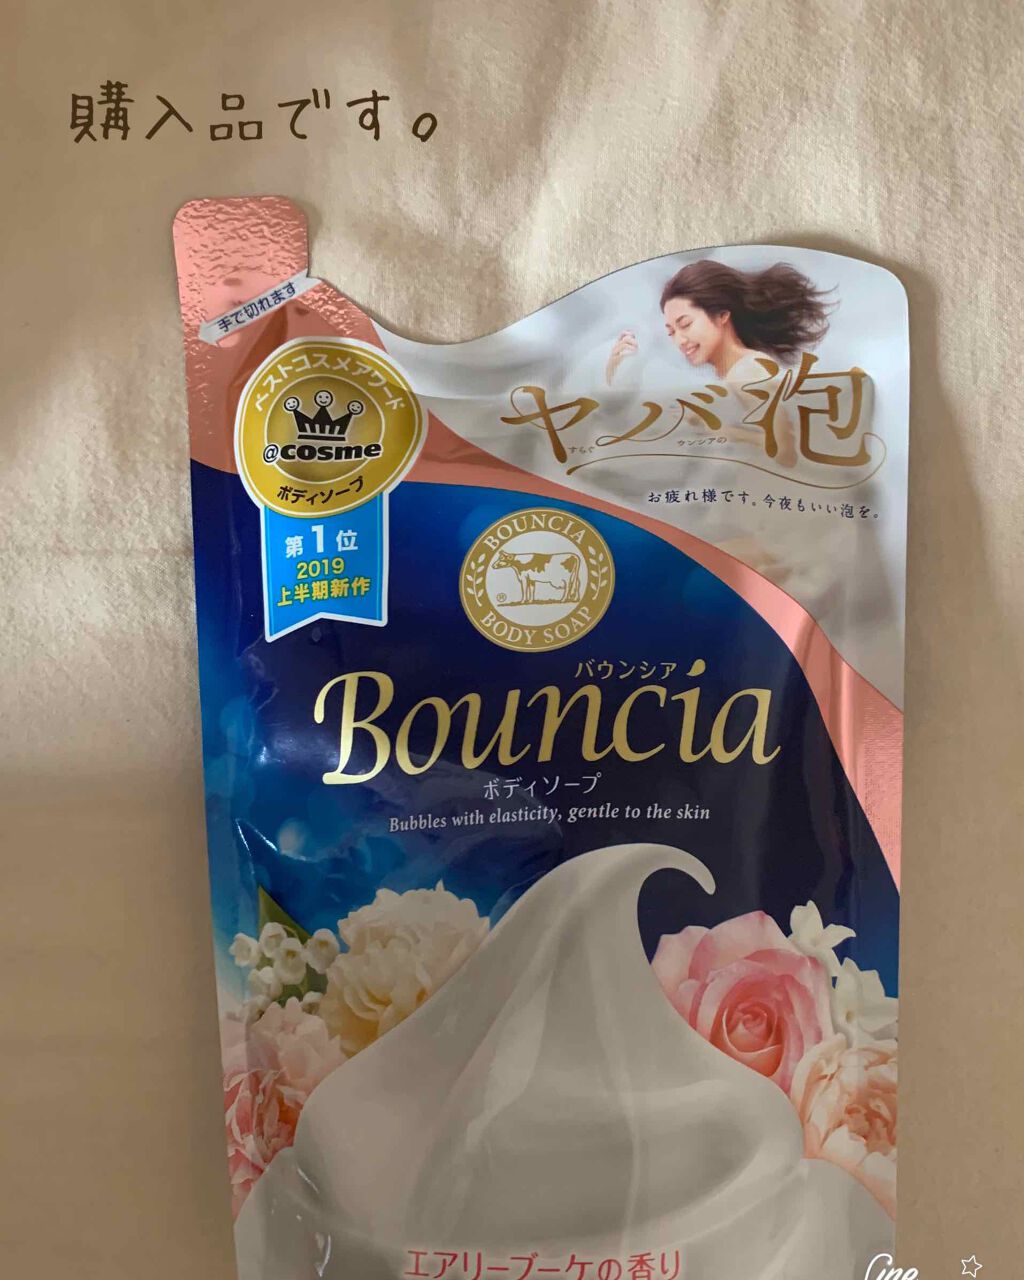 購入品です。
手で切れます
ベストコスメアワード
@cosme
ボディソープ
第1位
2019
上半期新作
ヤバ泡
すらぐ
ウンシアの
お疲れ様です。今夜もいい泡を。
BOUNCIA
BODY SOAP
®
バウンシア
Bouncia
ボディソープ
Bubbles with elasticity, gentle to the skin
エアリーブーケの香り